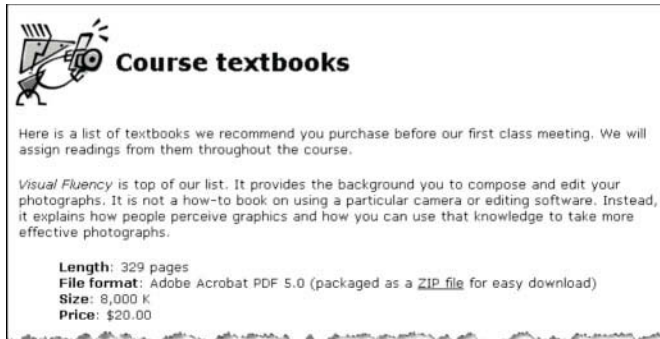 Course textbooks
Here is a list of textbooks we recommend you purchase before our first class meeting. We will
assign readings from them throughout the course.
Visual Fluency is top of our list. It provides the background you to compose and edit your
photographs. It is not a how-to book on using a particular camera or editing software. Instead,
it explains how people perceive graphics and how you can use that knowledge to take more
effective photographs.
Length: 329 pages
File format: Adobe Acrobat PDF 5.0 (packaged as a ZIP file for easy download)
Size: 8,000 K
Price: $20.00